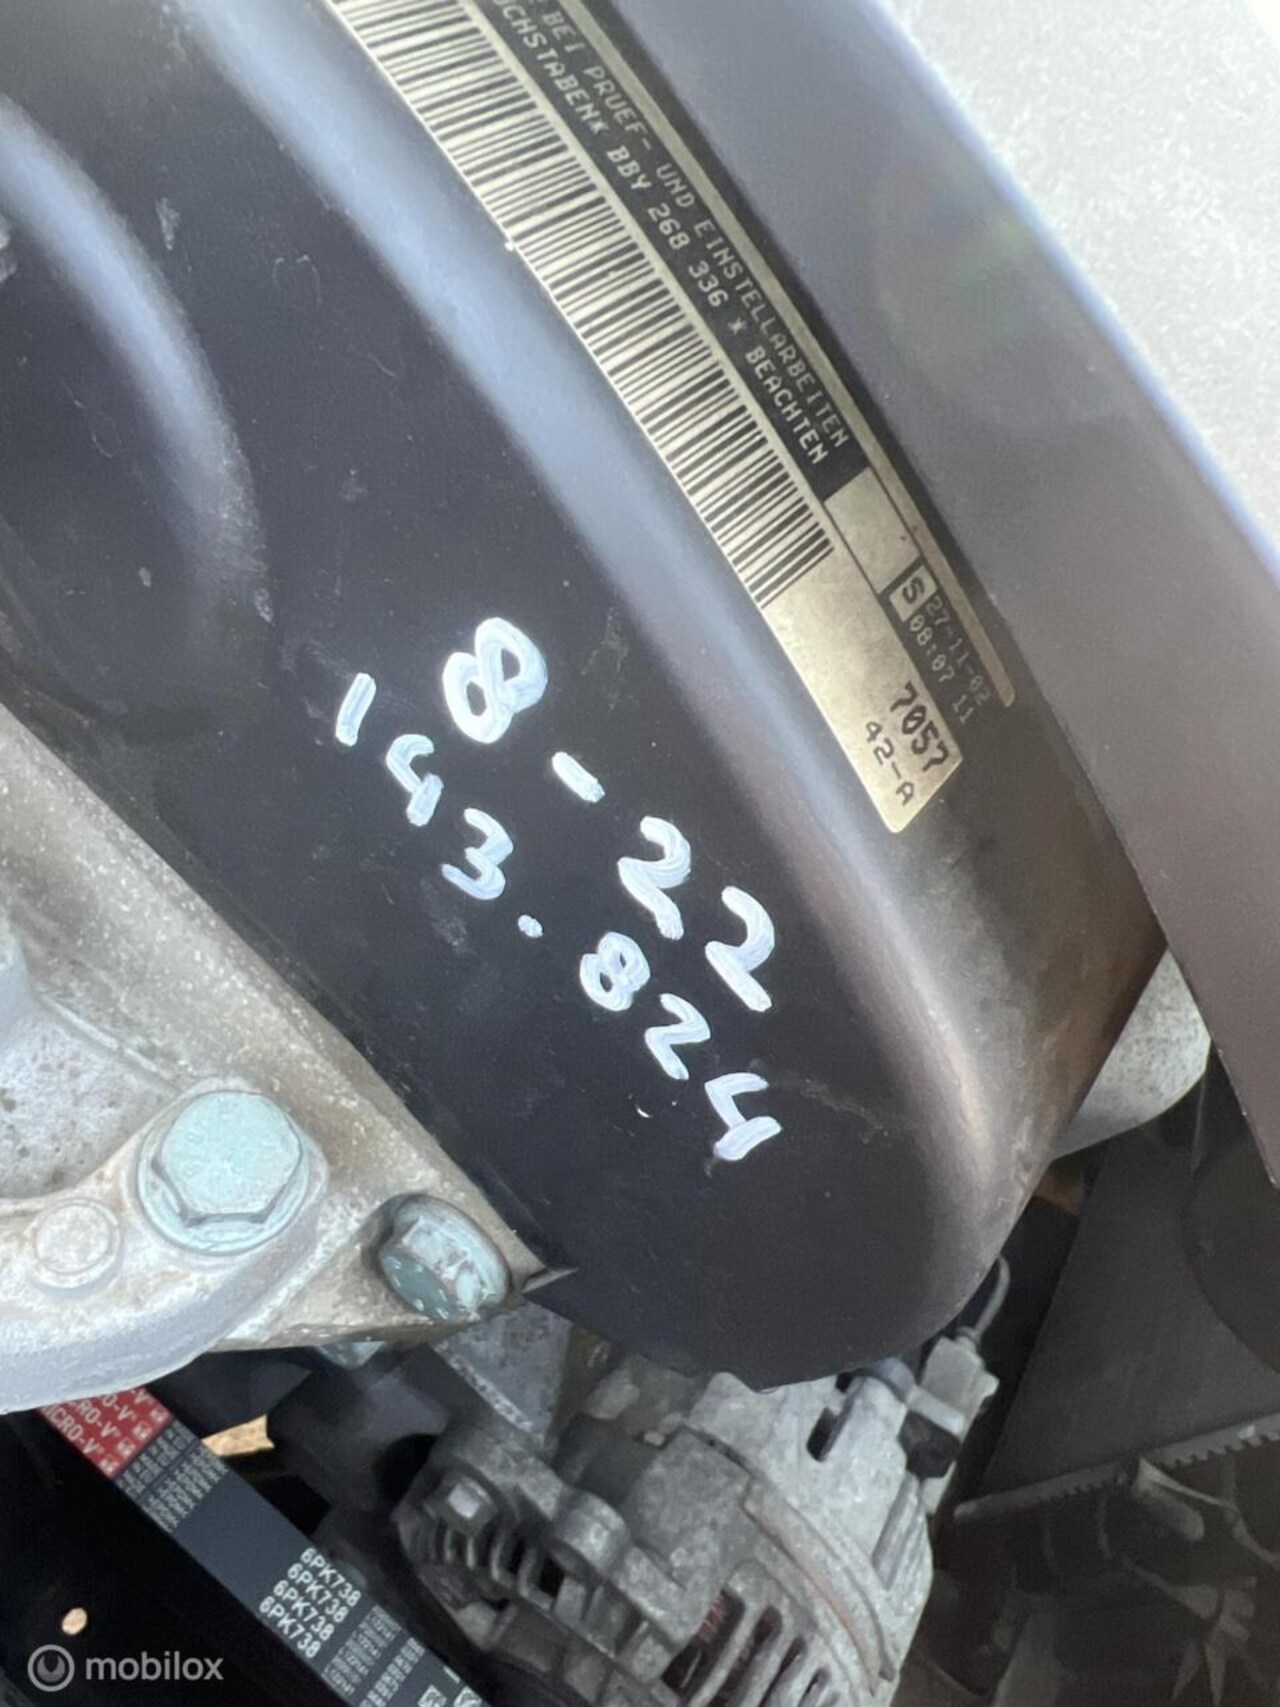 BEI PRUEF- UND EINSTELLARBEITEN
BBY 268 336 * BEACHTEN
S 27-11-02
08:07 11
7057
42-A
8-22
-143.824
6PK738
6PK738
6PK738
6PK738
mobilox